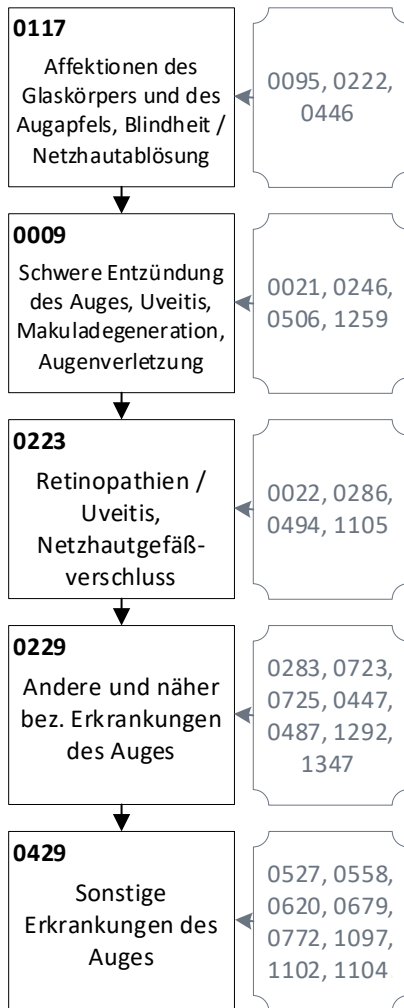 0117
Affektionen des
Glaskörpers und des
Augapfels, Blindheit /
Netzhautablösung
0095, 0222,
0446
0009
Schwere Entzündung
des Auges, Uveitis,
Makuladegeneration,
Augenverletzung
0021, 0246,
0506, 1259
0223
Retinopathien /
Uveitis,
Netzhautgefäß-
verschluss
0022, 0286,
0494, 1105
0229
Andere und näher
bez. Erkrankungen
des Auges
0283, 0723,
0725, 0447,
0487, 1292,
1347
0429
Sonstige
Erkrankungen des
Auges
0527, 0558,
0620, 0679,
0772, 1097,
1102, 1104